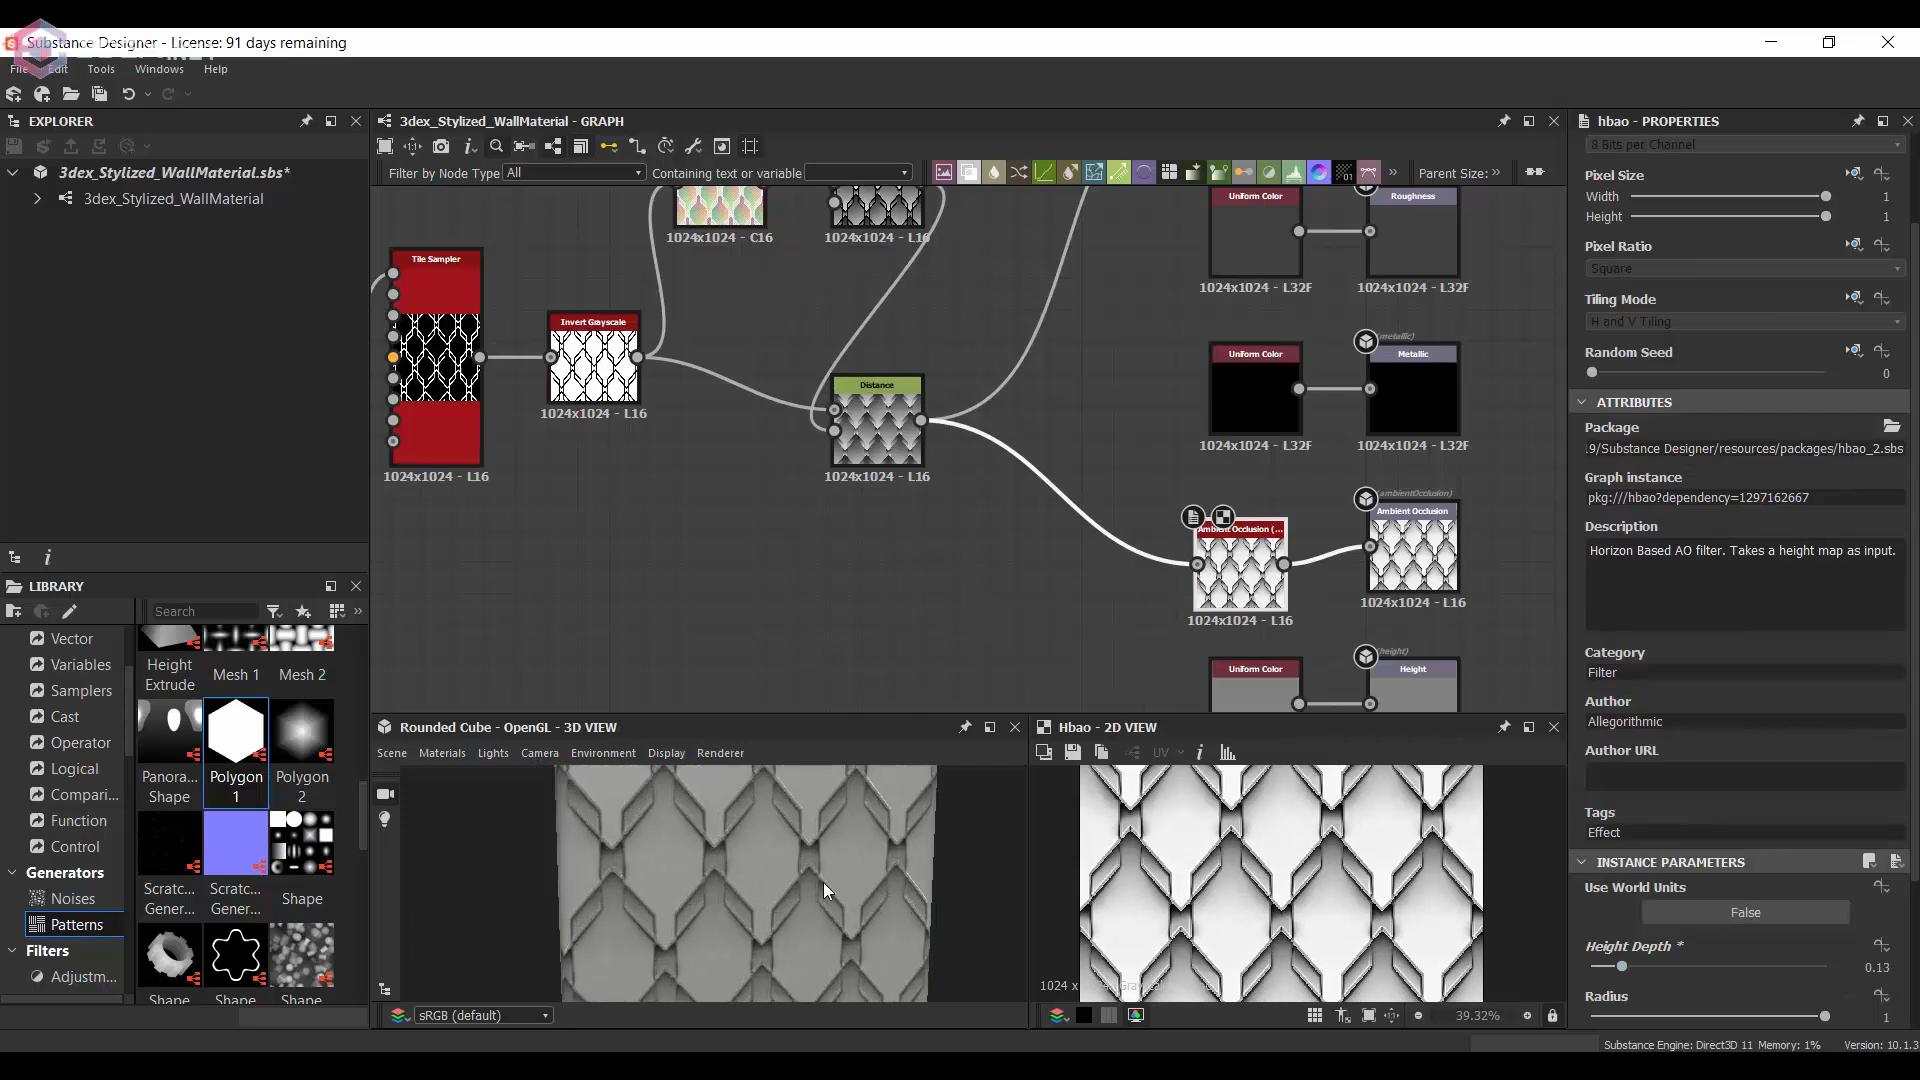 Substance Designer - License: 91 days remaining
File Edit Tools Windows Help
EXPLORER
3dex_Stylized_WallMaterial.sbs*
3dex_Stylized_WallMaterial
LIBRARY
Search
Vector
Variables
Samplers
Cast
Operator
Logical
Compari...
Function
Control
Generators
Noises
Patterns
Filters
Adjustm...
Height Extrude
Mesh 1
Mesh 2
Panora... Shape
Polygon 1
Polygon 2
Scratc... Gener...
Scratc... Gener...
Shape
Shape
Shape
Shape
3dex_Stylized_WallMaterial - GRAPH
Filter by Node Type All
Containing text or variable
Parent Size:
1024x1024 - C16
1024x1024 - L16
Tile Sampler
1024x1024 - L16
Invert Grayscale
1024x1024 - L16
Distance
1024x1024 - L16
Uniform Color
1024x1024 - L32F
Roughness
1024x1024 - L32F
Uniform Color
1024x1024 - L32F
(metallic)
Metallic
1024x1024 - L32F
Ambient Occlusion (...
1024x1024 - L16
(ambientOcclusion)
Ambient Occlusion
1024x1024 - L16
Uniform Color
(height)
Height
Rounded Cube - OpenGL - 3D VIEW
Scene Materials Lights Camera Environment Display Renderer
sRGB (default)
Hbao - 2D VIEW
UV
1024 x
39.32%
hbao - PROPERTIES
8 Bits per Channel
Pixel Size
Width 1
Height 1
Pixel Ratio
Square
Tiling Mode
H and V Tiling
Random Seed
0
ATTRIBUTES
Package
19/Substance Designer/resources/packages/hbao_2.sbs
Graph instance
pkg:///hbao?dependency=1297162667
Description
Horizon Based AO filter. Takes a height map as input.
Category
Filter
Author
Allegorithmic
Author URL
Tags
Effect
INSTANCE PARAMETERS
Use World Units
False
Height Depth *
0.13
Radius
1
Substance Engine: Direct3D 11 Memory: 1% Version: 10.1.3